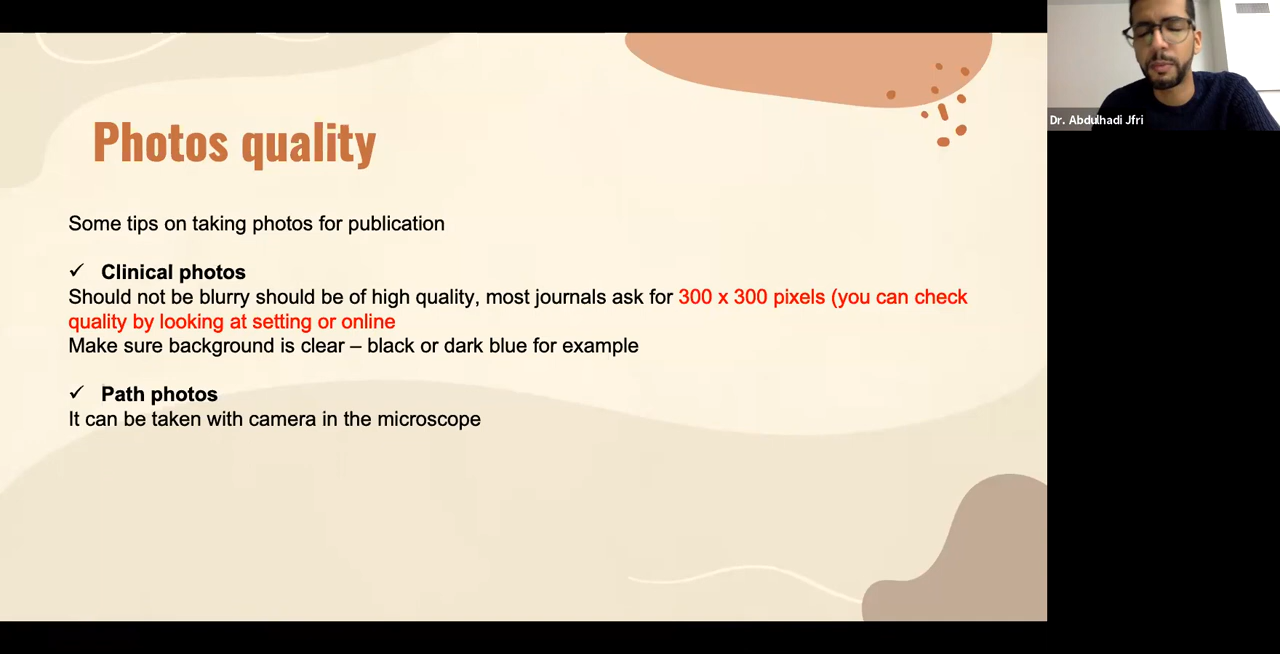 Photos quality
Some tips on taking photos for publication
✓ Clinical photos
Should not be blurry should be of high quality, most journals ask for 300 x 300 pixels (you can check
quality by looking at setting or online
Make sure background is clear – black or dark blue for example
✓ Path photos
It can be taken with camera in the microscope
Dr. Abdulhadi Jfri